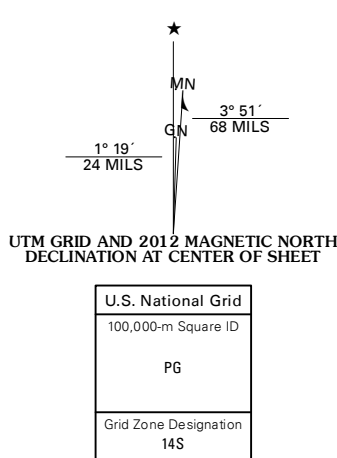 ★
MN
GN
3° 51´
68 MILS
1° 19´
24 MILS
UTM GRID AND 2012 MAGNETIC NORTH
DECLINATION AT CENTER OF SHEET
U.S. National Grid
100,000-m Square ID
PG
Grid Zone Designation
14S